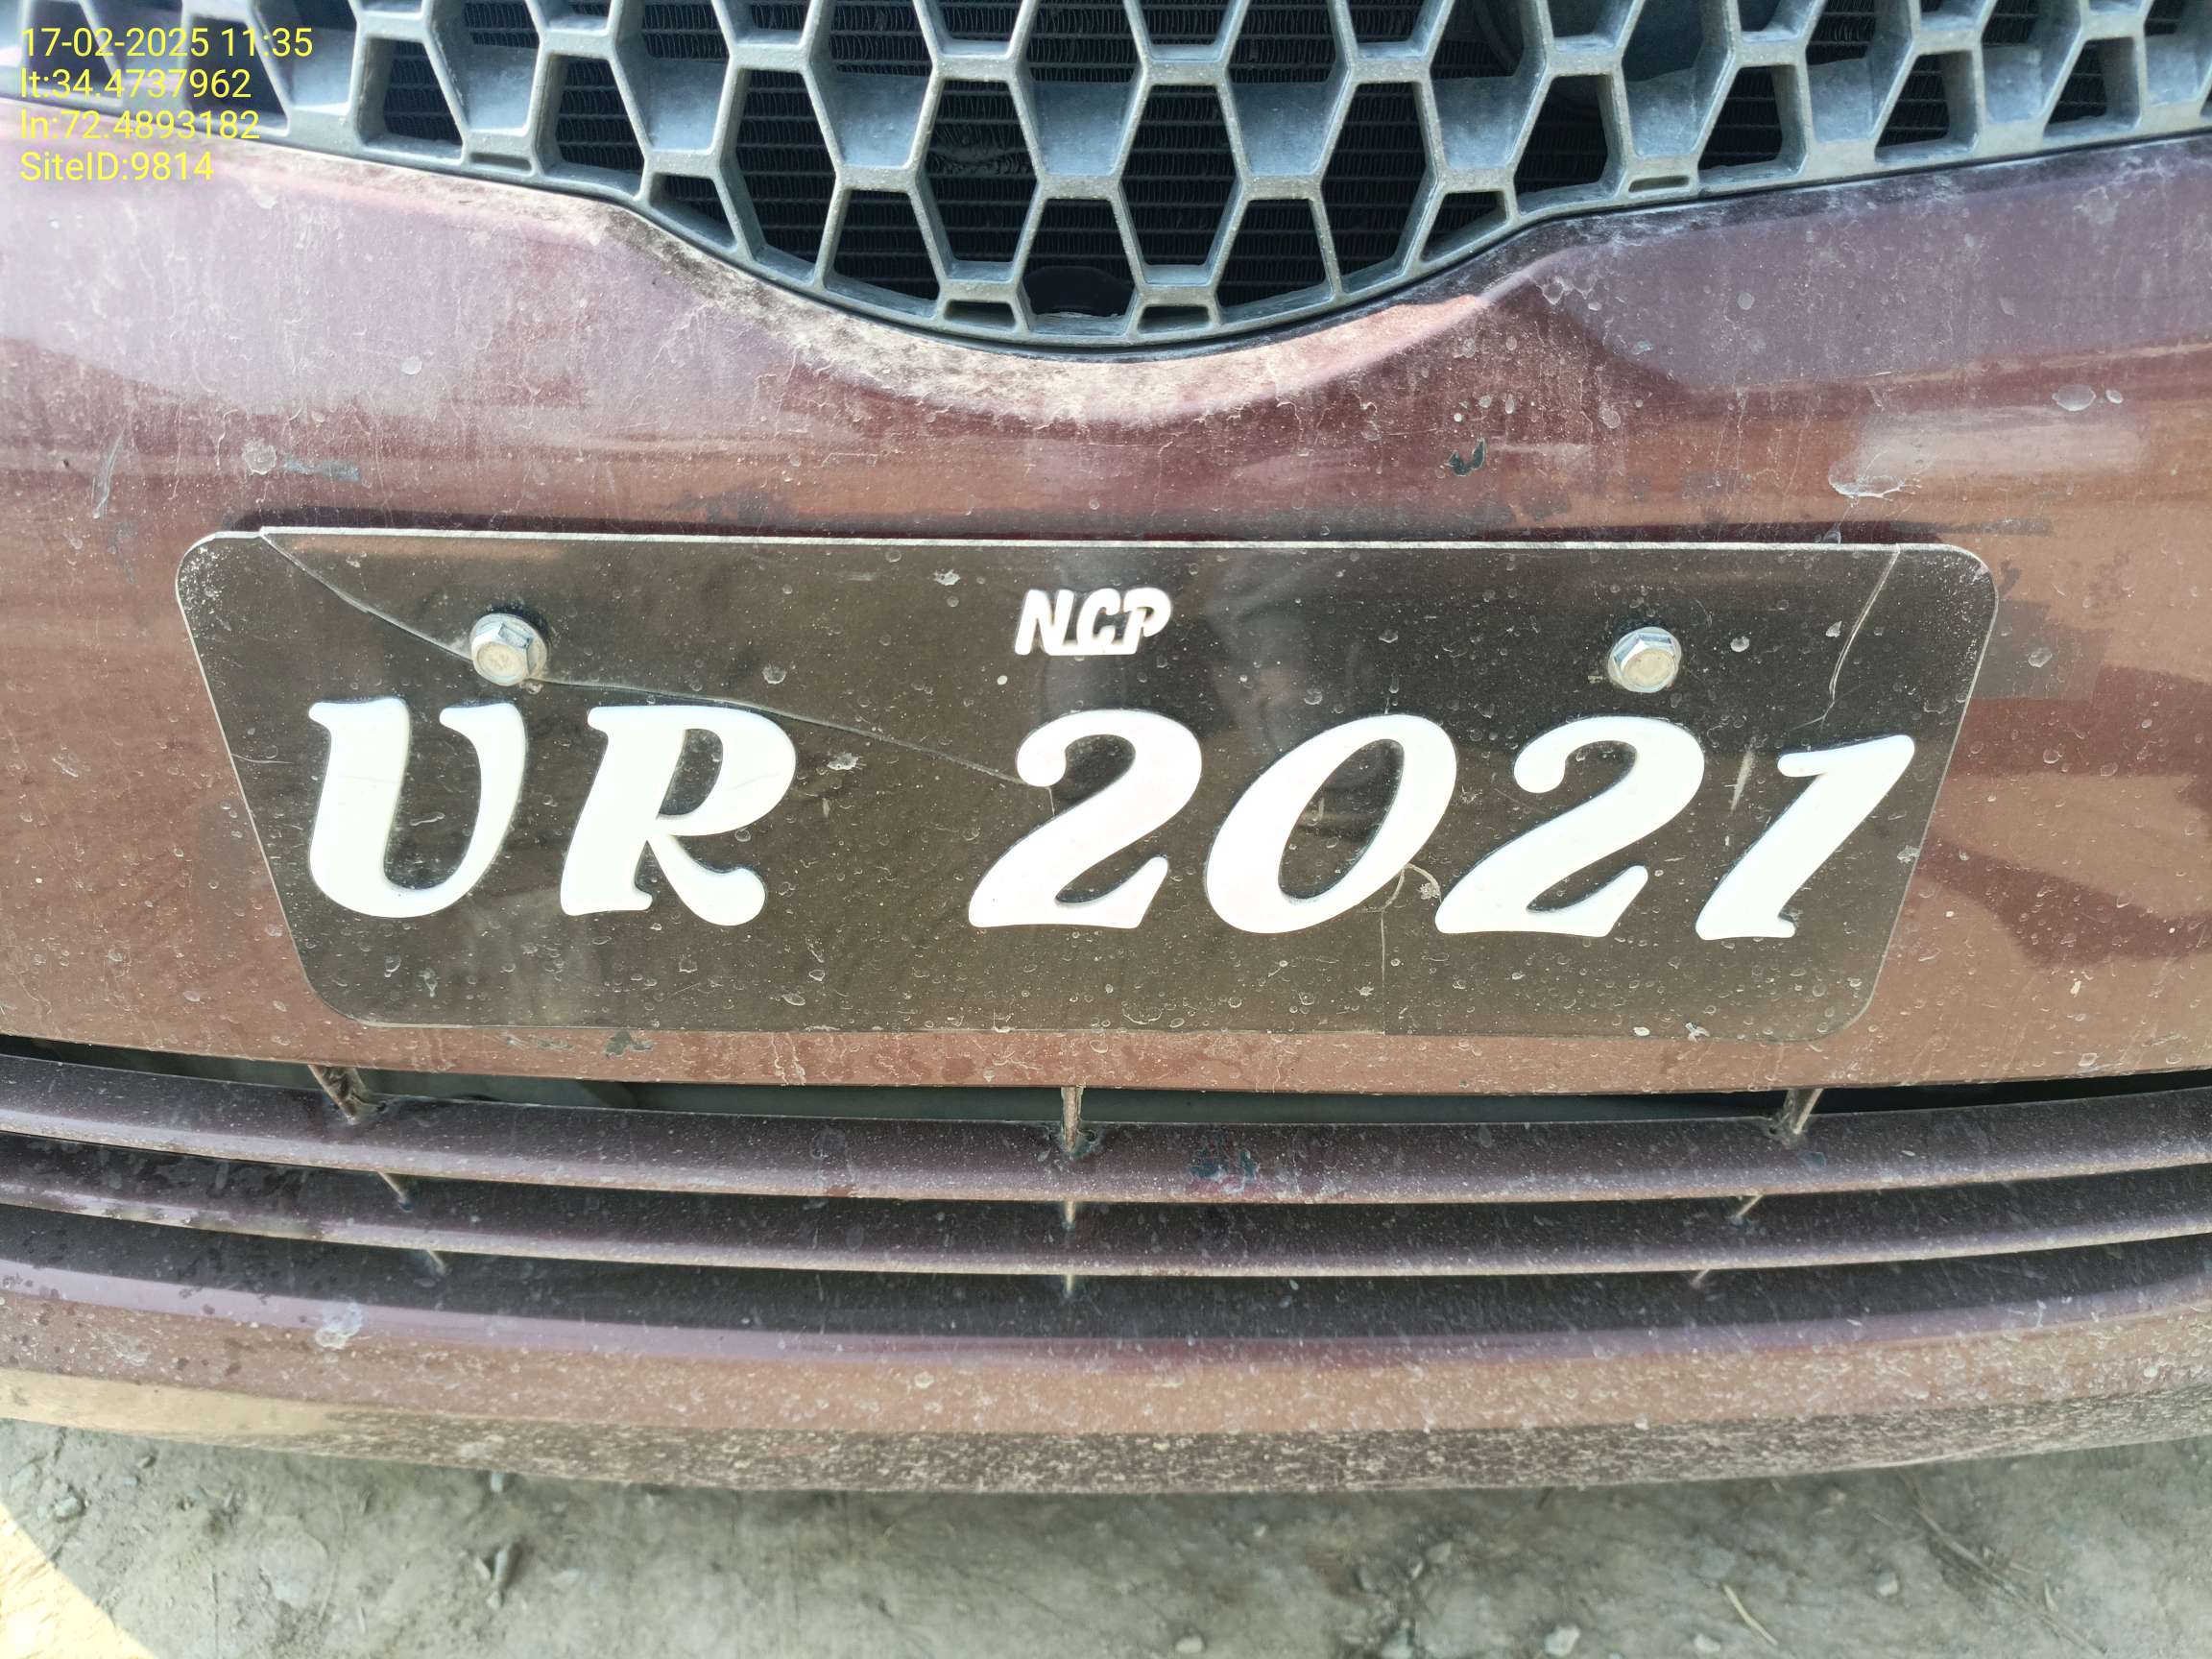 17-02-2025 11:35
lt:34.4737962
ln:72.4893182
SiteID:9814
NCP
UR 2021